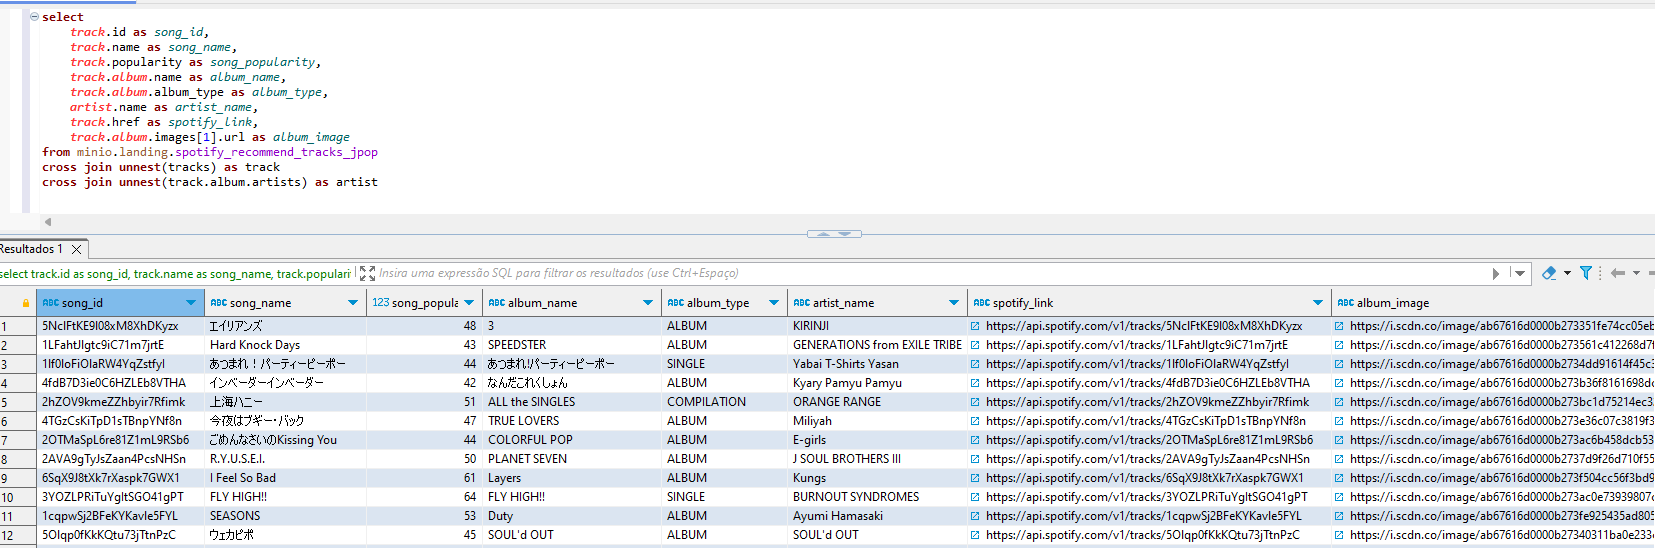 select
track.id as song_id,
track.name as song_name,
track.popularity as song_popularity,
track.album.name as album_name,
track.album.album_type as album_type,
artist.name as artist_name,
track.href as spotify_link,
track.album.images[1].url as album_image
from minio.landing.spotify_recommend_tracks_jpop
cross join unnest(tracks) as track
cross join unnest(track.album.artists) as artist
Resultados 1
select track.id as song_id, track.name as song_name, track.populari Insira uma expressão SQL para filtrar os resultados (use Ctrl+Espaço)
ABC song_id ABC song_name 123 song_popula ABC album_name ABC album_type ABC artist_name ABC spotify_link ABC album_image
1 5NclFtKE9I08xM8XhDKyzx エイリアンズ 48 3 ALBUM KIRINJI https://api.spotify.com/v1/tracks/5NclFtKE9I08xM8XhDKyzx https://i.scdn.co/image/ab67616d0000b273351fe74cc05eb
2 1LFahtJlgtc9iC71m7jrtE Hard Knock Days 43 SPEEDSTER ALBUM GENERATIONS from EXILE TRIBE https://api.spotify.com/v1/tracks/1LFahtJlgtc9iC71m7jrtE https://i.scdn.co/image/ab67616d0000b273561c412268d7f
3 1lf0IoFiOIaRW4YqZstfyl あつまれ！パーティーピーポー 44 あつまれ!パーティーピーポー SINGLE Yabai T-Shirts Yasan https://api.spotify.com/v1/tracks/1lf0IoFiOIaRW4YqZstfyl https://i.scdn.co/image/ab67616d0000b2734dd91614f45c3
4 4fdB7D3ie0C6HZLEb8VTHA インベーダーインベーダー 42 なんだこれくしょん ALBUM Kyary Pamyu Pamyu https://api.spotify.com/v1/tracks/4fdB7D3ie0C6HZLEb8VTHA https://i.scdn.co/image/ab67616d0000b273b36f8161698dc
5 2hZOV9kmeZZhbyir7Rfimk 上海ハニー 51 ALL the SINGLES COMPILATION ORANGE RANGE https://api.spotify.com/v1/tracks/2hZOV9kmeZZhbyir7Rfimk https://i.scdn.co/image/ab67616d0000b273bc1d75214ec3
6 4TGzCsKiTpD1sTBnpYNf8n 今夜はブギー・バック 47 TRUE LOVERS ALBUM Miliyah https://api.spotify.com/v1/tracks/4TGzCsKiTpD1sTBnpYNf8n https://i.scdn.co/image/ab67616d0000b273e36c07c3819f3
7 2OTMaSpL6re81Z1mL9RSb6 ごめんなさいのKissing You 44 COLORFUL POP ALBUM E-girls https://api.spotify.com/v1/tracks/2OTMaSpL6re81Z1mL9RSb6 https://i.scdn.co/image/ab67616d0000b273ac6b458dcb53
8 2AVA9gTyJsZaan4PcsNHSn R.Y.U.S.E.I. 50 PLANET SEVEN ALBUM J SOUL BROTHERS III https://api.spotify.com/v1/tracks/2AVA9gTyJsZaan4PcsNHSn https://i.scdn.co/image/ab67616d0000b2737d9f26d710f55
9 6SqX9J8tXk7rXaspk7GWX1 I Feel So Bad 61 Layers ALBUM Kungs https://api.spotify.com/v1/tracks/6SqX9J8tXk7rXaspk7GWX1 https://i.scdn.co/image/ab67616d0000b273f504cc56f3bd9
10 3YOZLPRiTuYgltSGO41gPT FLY HIGH!! 64 FLY HIGH!! SINGLE BURNOUT SYNDROMES https://api.spotify.com/v1/tracks/3YOZLPRiTuYgltSGO41gPT https://i.scdn.co/image/ab67616d0000b273ac0e73939807c
11 1cqpwSj2BFeKYKavle5FYL SEASONS 53 Duty ALBUM Ayumi Hamasaki https://api.spotify.com/v1/tracks/1cqpwSj2BFeKYKavle5FYL https://i.scdn.co/image/ab67616d0000b273fe925435ad805
12 5OIqp0fKkKQtu73jTtnPzC ウェカピポ 45 SOUL'd OUT ALBUM SOUL'd OUT https://api.spotify.com/v1/tracks/5OIqp0fKkKQtu73jTtnPzC https://i.scdn.co/image/ab67616d0000b27340311ba0e233